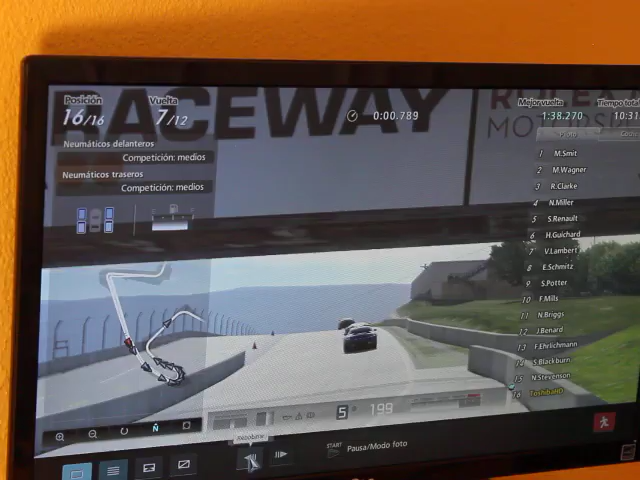 RACEWAY
Posición
Vuelta
16/16
7/12
0:00.789
Mejor vuelta
1:38.270
Neumáticos delanteros
Competición: medios
Neumáticos traseros
Competición: medios
1 M.Smit
2 M.Wagner
3 R.Clarke
4 N.Miller
5 S.Renault
6 H.Guichard
7 V.Lambert
8 E.Schmitz
9 S.Potter
10 F.Mills
11 N.Briggs
12 J.Benard
13 F.Ehrlichmann
14 S.Blackburn
15 N.Stevenson
16 ToshibaHD
5 199
N
Rebobinar
START
Pausa/Modo foto